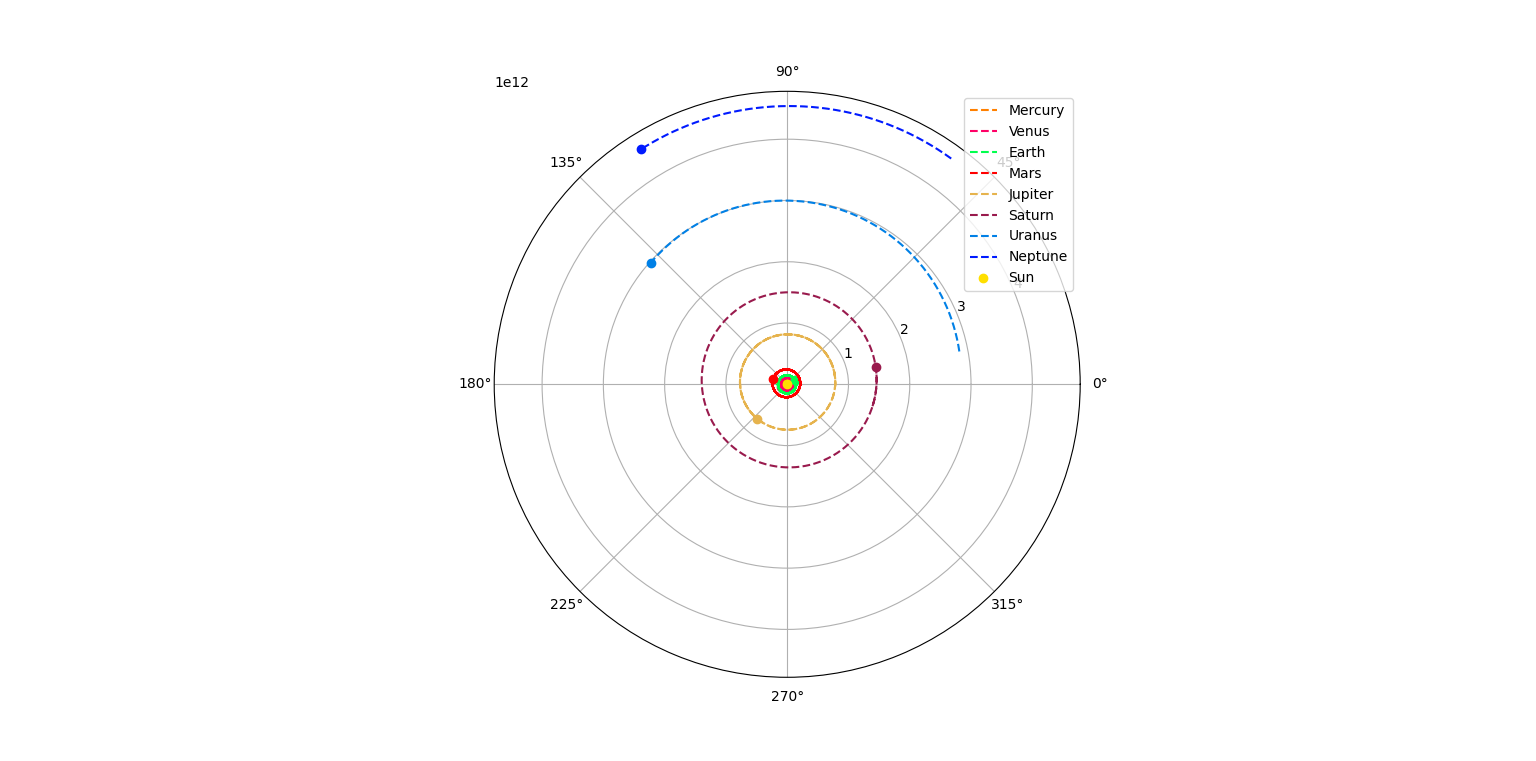 90°
1e12
Mercury
Venus
Earth
Mars
Jupiter
Saturn
Uranus
Neptune
Sun
135°
45°
4
3
2
1
180°
0°
225°
315°
270°